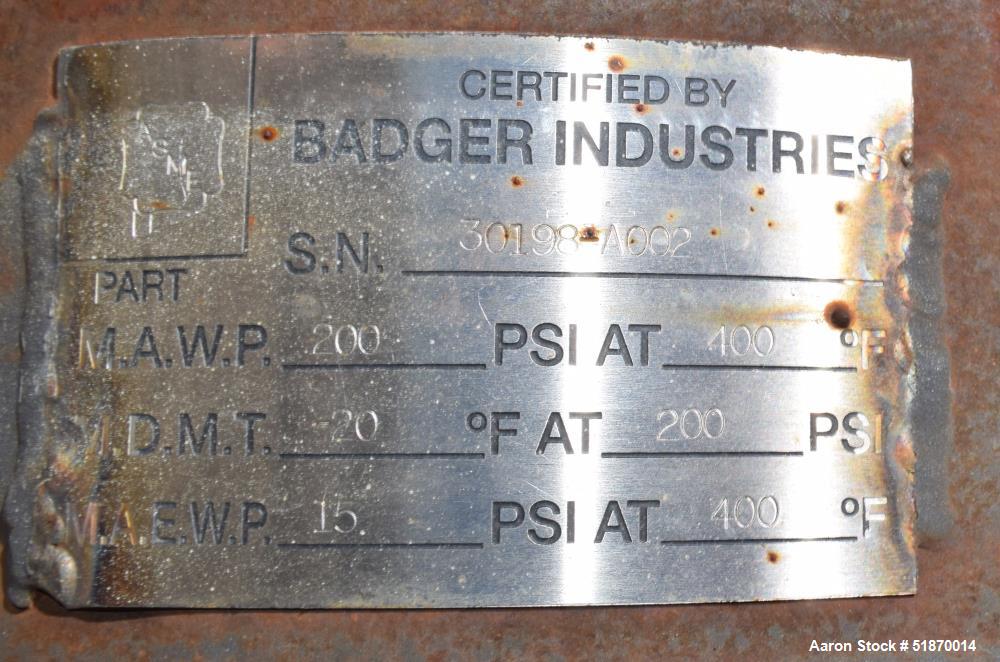 CERTIFIED BY
BADGER INDUSTRIES
ASME
S.N. 30198-A002
PART
M.A.W.P. 200 PSI AT 400 °F
M.D.M.T. -20 °F AT 200 PSI
M.A.E.W.P. 15 PSI AT 400 °F
Aaron Stock # 51870014